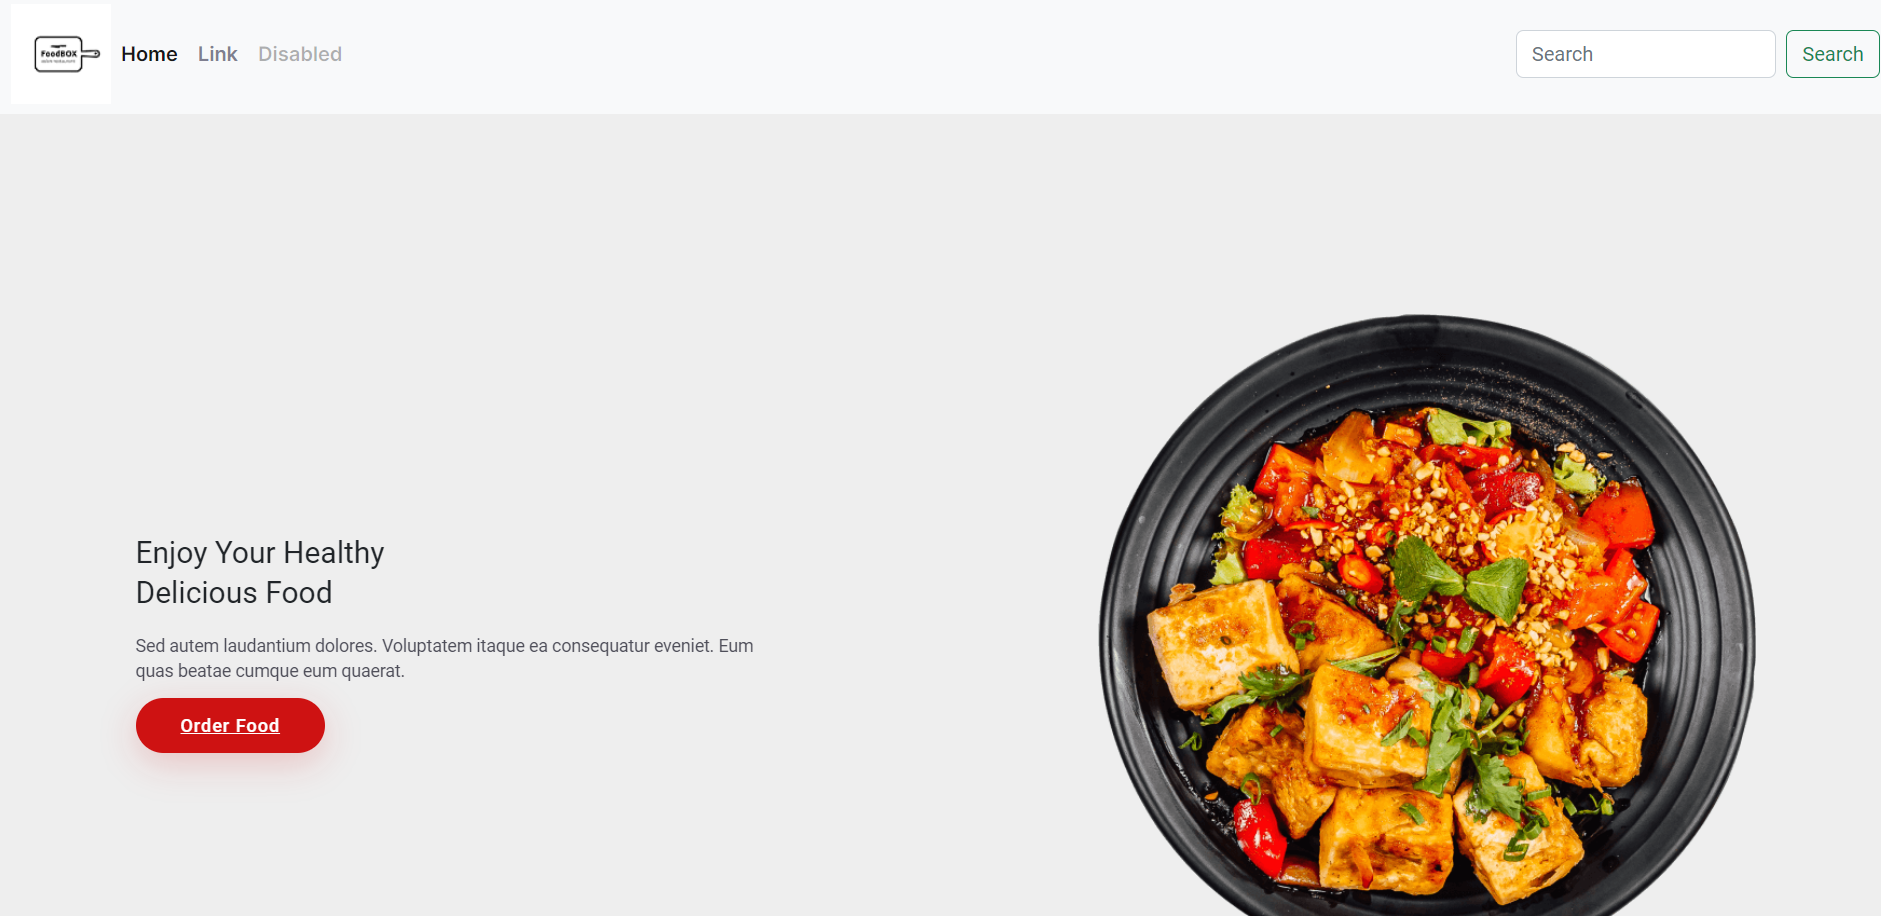 FoodBOX
Home
Link
Disabled
Search
Search
Enjoy Your Healthy
Delicious Food
Sed autem laudantium dolores. Voluptatem itaque ea consequatur eveniet. Eum
quas beatae cumque eum quaerat.
Order Food